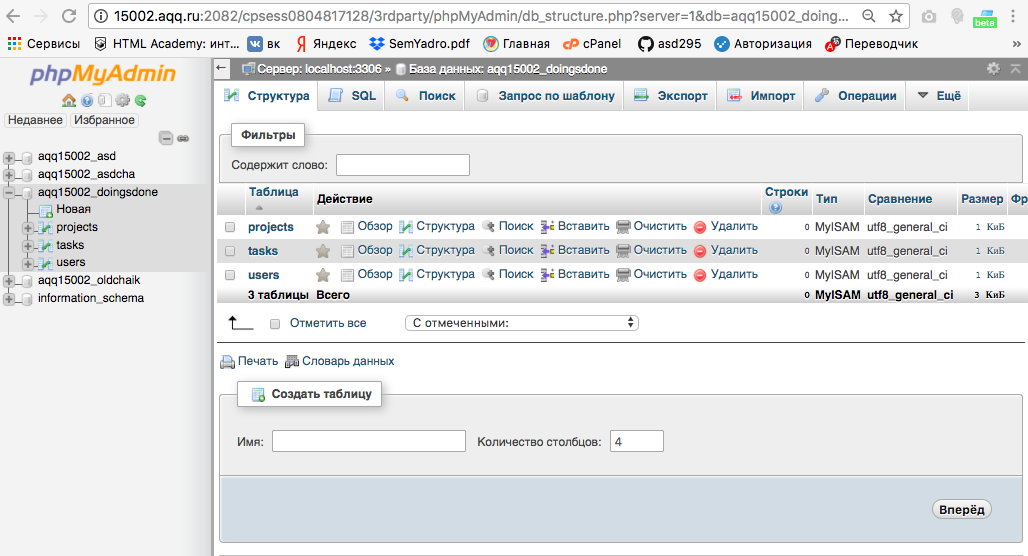 15002.aqq.ru:2082/cpsess0804817128/3rdparty/phpMyAdmin/db_structure.php?server=1&db=aqq15002_doing...
beta
Сервисы HTML Academy: инт... вк Яндекс SemYadro.pdf Главная cPanel asd295 Авторизация Переводчик »
phpMyAdmin
Недавнее Избранное
aqq15002_asd
aqq15002_asdcha
aqq15002_doingsdone
Новая
projects
tasks
users
aqq15002_oldchaik
information_schema
Сервер: localhost:3306 » База данных: aqq15002_doingsdone
Структура SQL Поиск Запрос по шаблону Экспорт Импорт Операции Ещё
Фильтры
Содержит слово:
Таблица Действие Строки Тип Сравнение Размер Фр
projects Обзор Структура Поиск Вставить Очистить Удалить 0 MyISAM utf8_general_ci 1 КиБ
tasks Обзор Структура Поиск Вставить Очистить Удалить 0 MyISAM utf8_general_ci 1 КиБ
users Обзор Структура Поиск Вставить Очистить Удалить 0 MyISAM utf8_general_ci 1 КиБ
3 таблицы Всего 0 MyISAM utf8_general_ci 3 КиБ
Отметить все С отмеченными:
Печать Словарь данных
Создать таблицу
Имя: Количество столбцов: 4
Вперёд